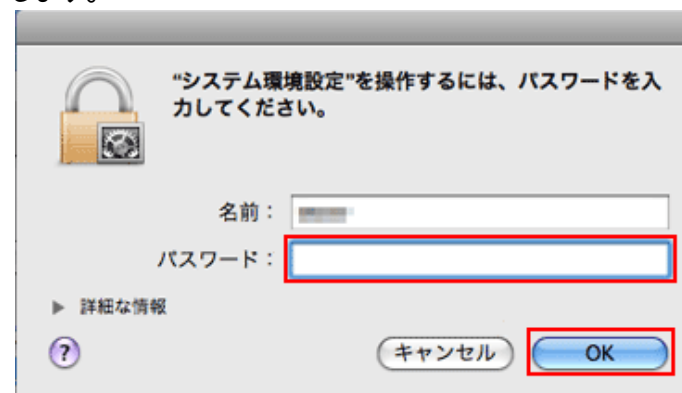 します。
“システム環境設定”を操作するには、パスワードを入
力してください。
名前：
パスワード：
▶ 詳細な情報
?
キャンセル
OK